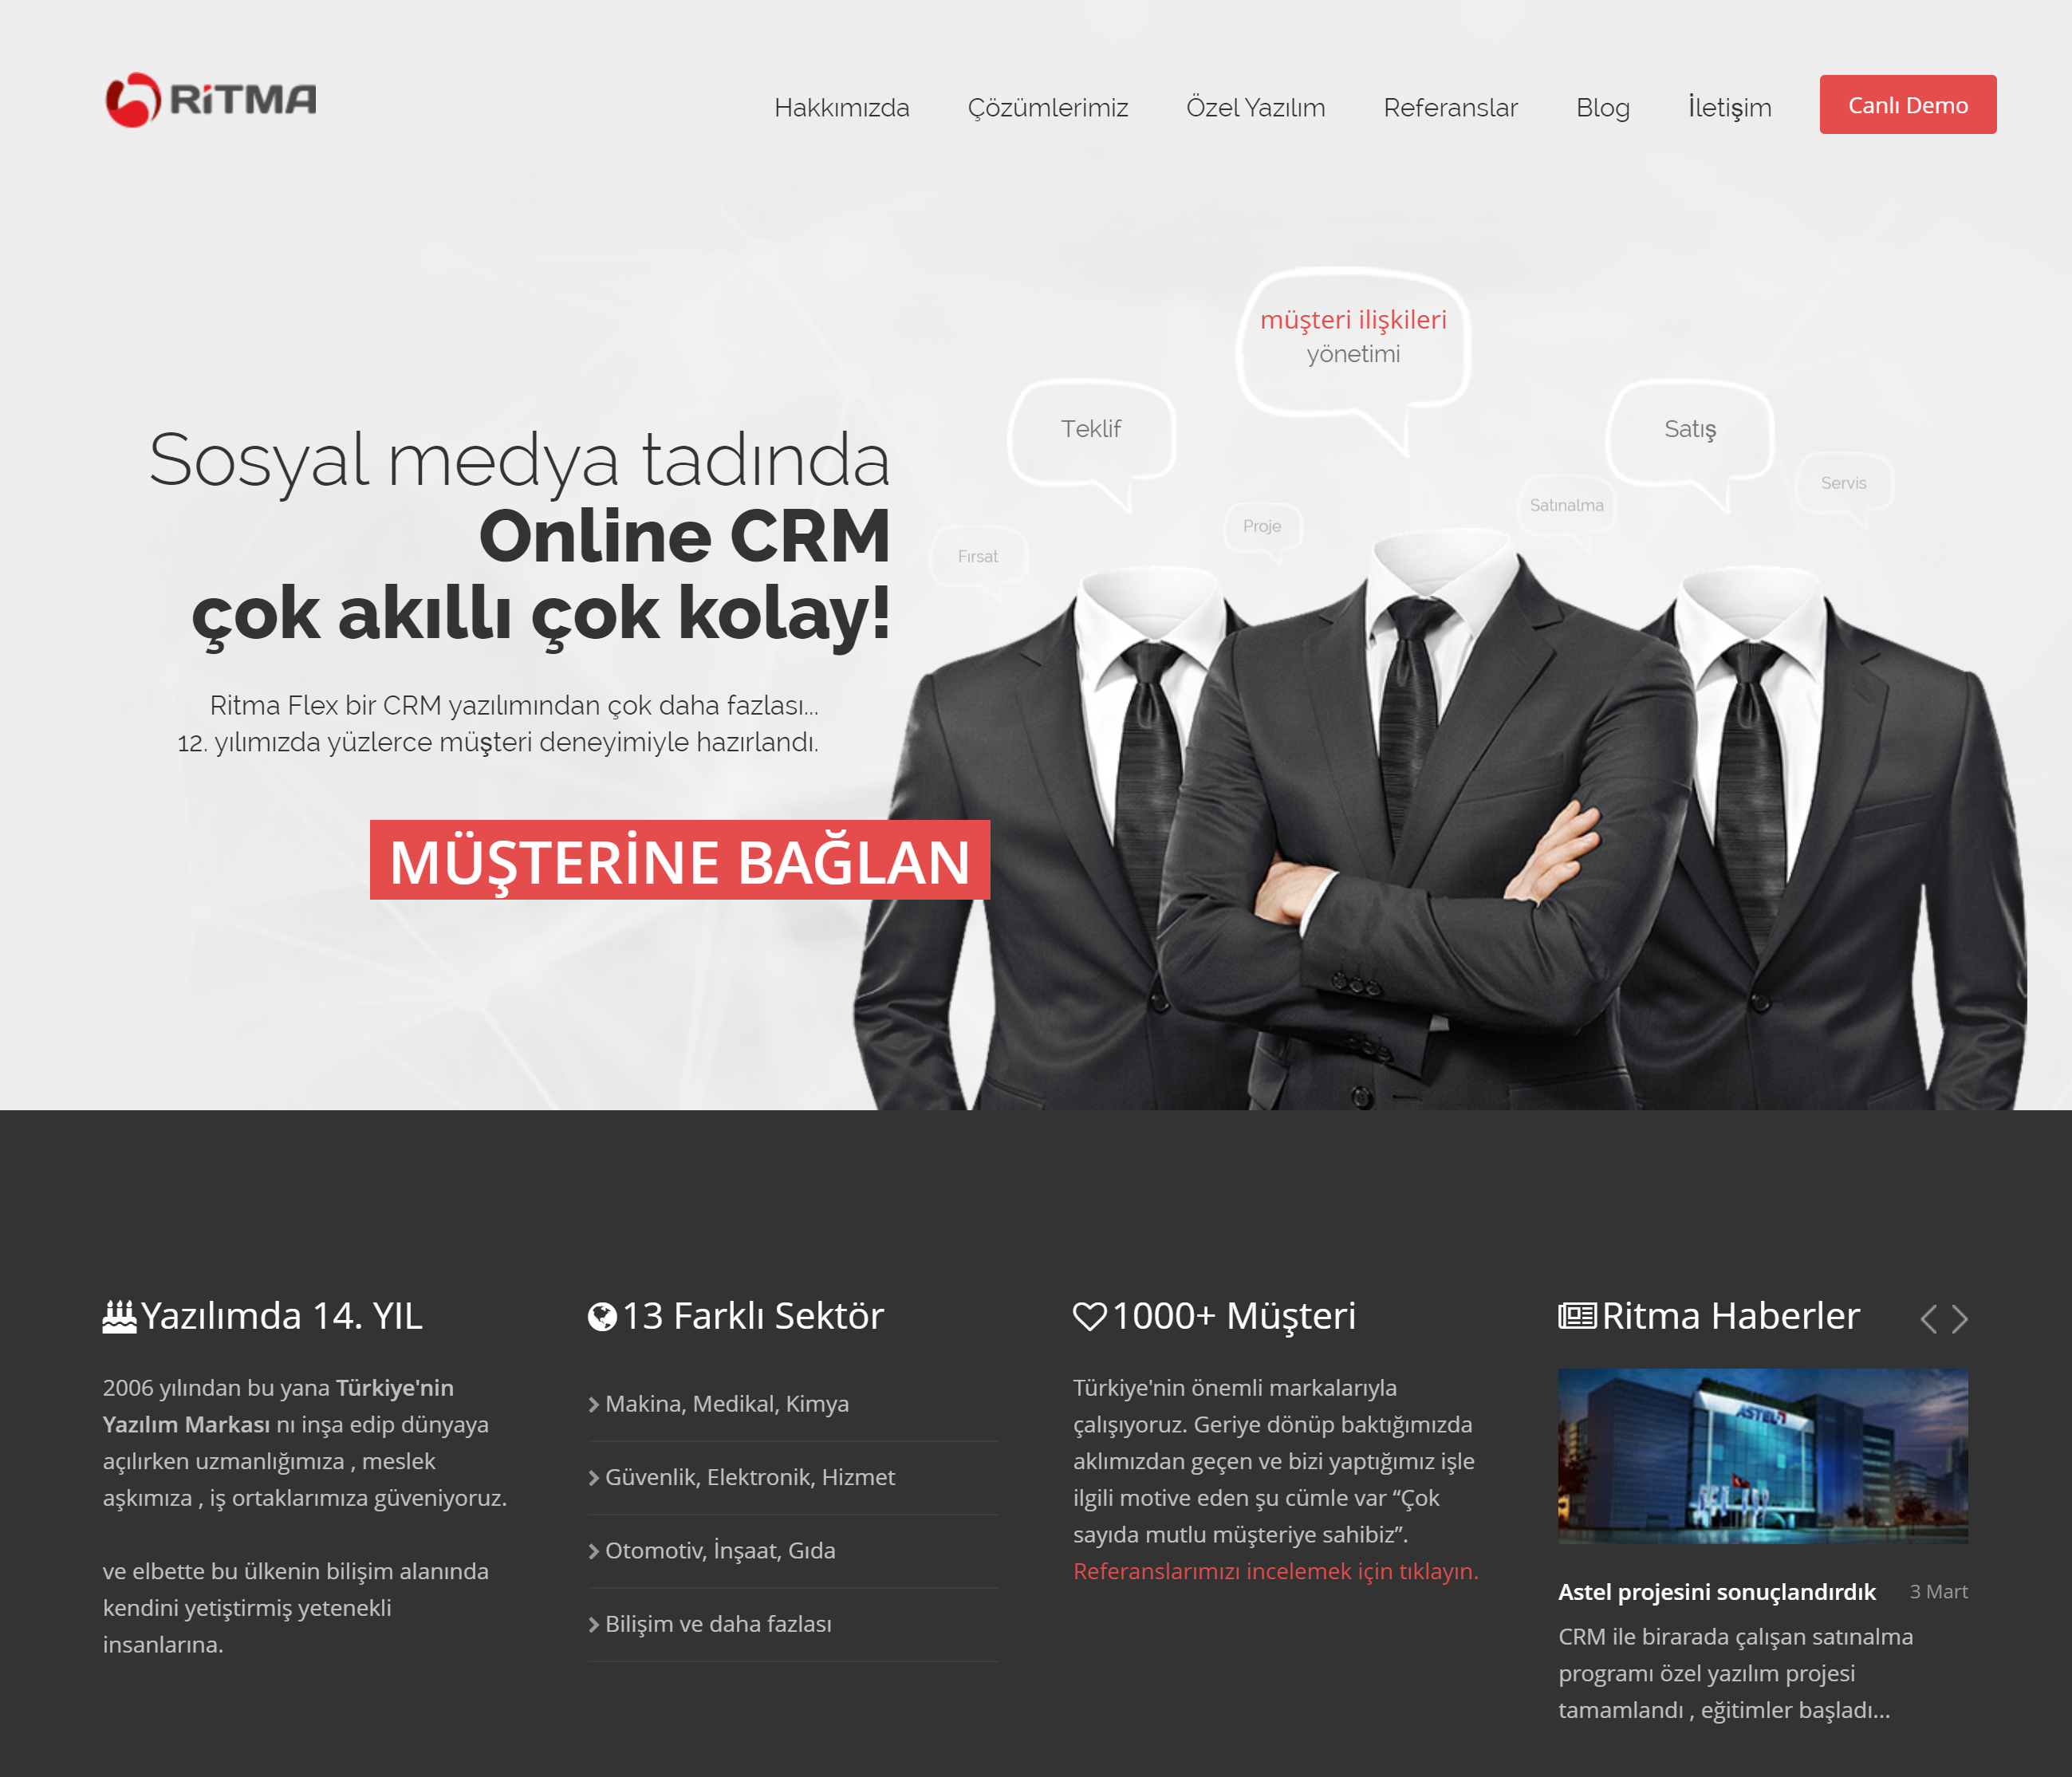 RiTMA
Hakkımızda
Çözümlerimiz
Özel Yazılım
Referanslar
Blog
İletişim
Canlı Demo
müşteri ilişkileri
yönetimi
Teklif
Satış
Servis
Satınalma
Proje
Fırsat
Sosyal medya tadında
Online CRM
çok akıllı çok kolay!
Ritma Flex bir CRM yazılımından çok daha fazlası...
12. yılımızda yüzlerce müşteri deneyimiyle hazırlandı.
MÜŞTERİNE BAĞLAN
Yazılımda 14. YIL
2006 yılından bu yana Türkiye'nin
Yazılım Markası nı inşa edip dünyaya
açılırken uzmanlığımıza , meslek
aşkımıza , iş ortaklarımıza güveniyoruz.
ve elbette bu ülkenin bilişim alanında
kendini yetiştirmiş yetenekli
insanlarına.
13 Farklı Sektör
Makina, Medikal, Kimya
Güvenlik, Elektronik, Hizmet
Otomotiv, İnşaat, Gıda
Bilişim ve daha fazlası
1000+ Müşteri
Türkiye'nin önemli markalarıyla
çalışıyoruz. Geriye dönüp baktığımızda
aklımızdan geçen ve bizi yaptığımız işle
ilgili motive eden şu cümle var “Çok
sayıda mutlu müşteriye sahibiz”.
Referanslarımızı incelemek için tıklayın.
Ritma Haberler
ASTEL
Astel projesini sonuçlandırdık
3 Mart
CRM ile birarada çalışan satınalma
programı özel yazılım projesi
tamamlandı , eğitimler başladı...